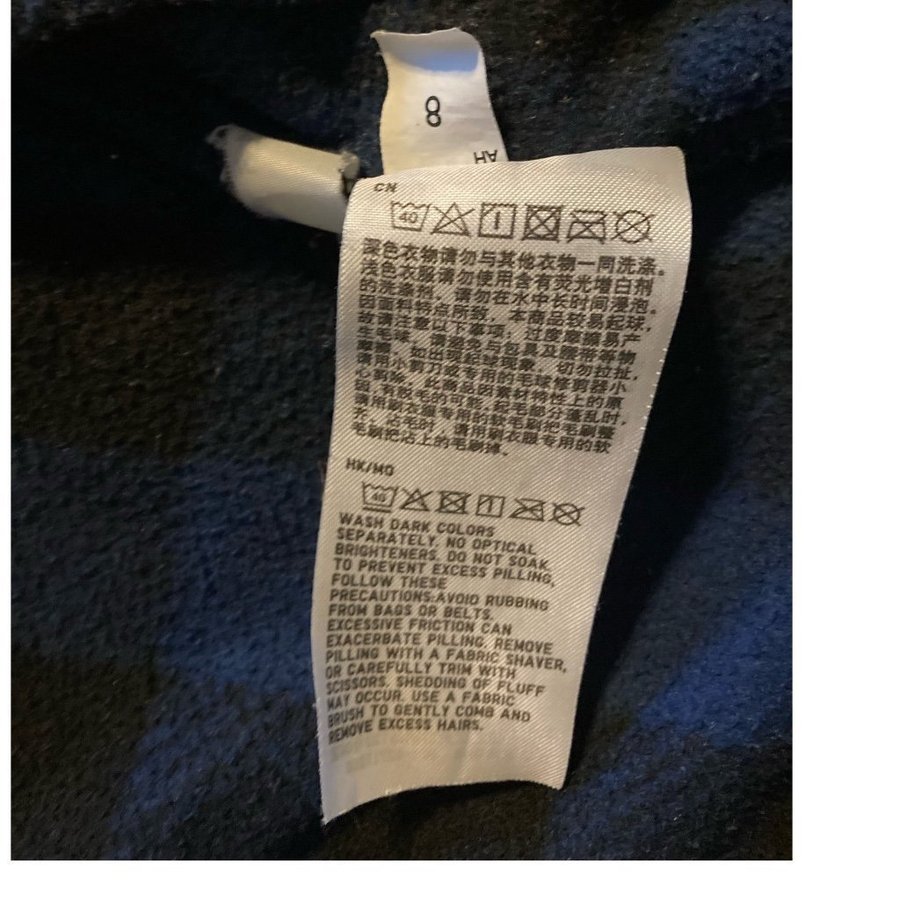 8
AH
CN
40
深色衣物请勿与其他衣物一同洗涤。
浅色衣服请勿使用含有荧光增白剂
的洗涤剂，请勿在水中长时间浸泡。
因面料特点所致，本商品较易起球，
故请注意以下事项，过度摩擦易产
生毛球，请避免与包具及腰带等物
摩擦，如出现起球现象，切勿拉扯，
请用小剪刀或专用的毛球修剪器小
心剪除。此商品因素材特性上的原
因，有脱毛的可能，起毛部分蓬乱时，
请用刷衣服专用的软毛刷把毛刷整
齐，沾毛时，请用刷衣服专用的软
毛刷把沾上的毛刷掉。
HK/MO
40
WASH DARK COLORS
SEPARATELY. NO OPTICAL
BRIGHTENERS. DO NOT SOAK.
TO PREVENT EXCESS PILLING,
FOLLOW THESE
PRECAUTIONS:AVOID RUBBING
FROM BAGS OR BELTS.
EXCESSIVE FRICTION CAN
EXACERBATE PILLING. REMOVE
PILLING WITH A FABRIC SHAVER,
OR CAREFULLY TRIM WITH
SCISSORS. SHEDDING OF FLUFF
MAY OCCUR. USE A FABRIC
BRUSH TO GENTLY COMB AND
REMOVE EXCESS HAIRS.